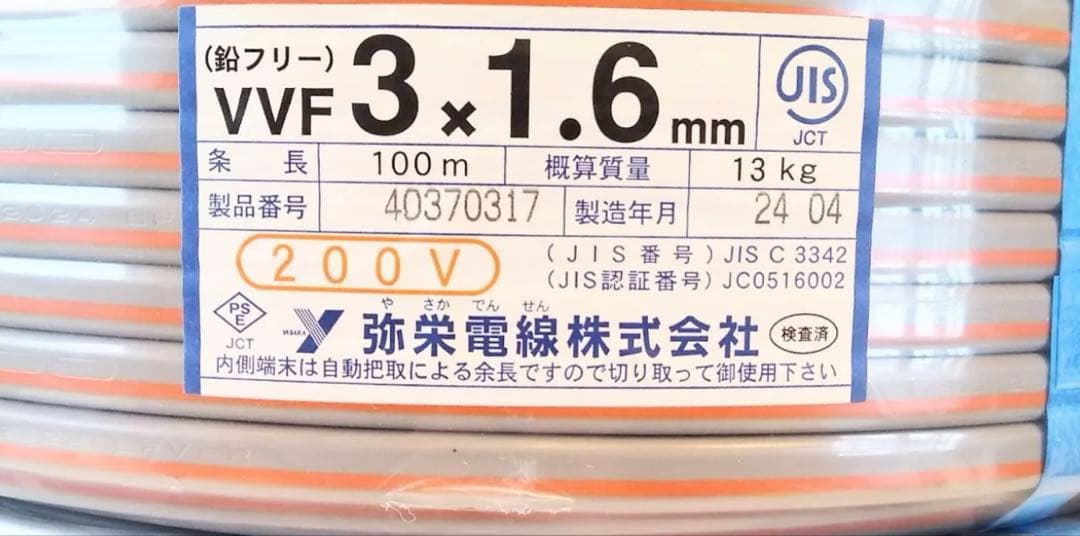 (鉛フリー)
VVF 3×1.6mm
JIS
JCT
条長 100m 概算質量 13kg
製品番号 40370317 製造年月 24 04
200V
(JIS番号) JIS C 3342
(JIS認証番号) JC0516002
PS
E
JCT
YASAKA
や さか でん せん
弥栄電線株式会社
検査済
内側端末は自動把取による余長ですので切り取って御使用下さい